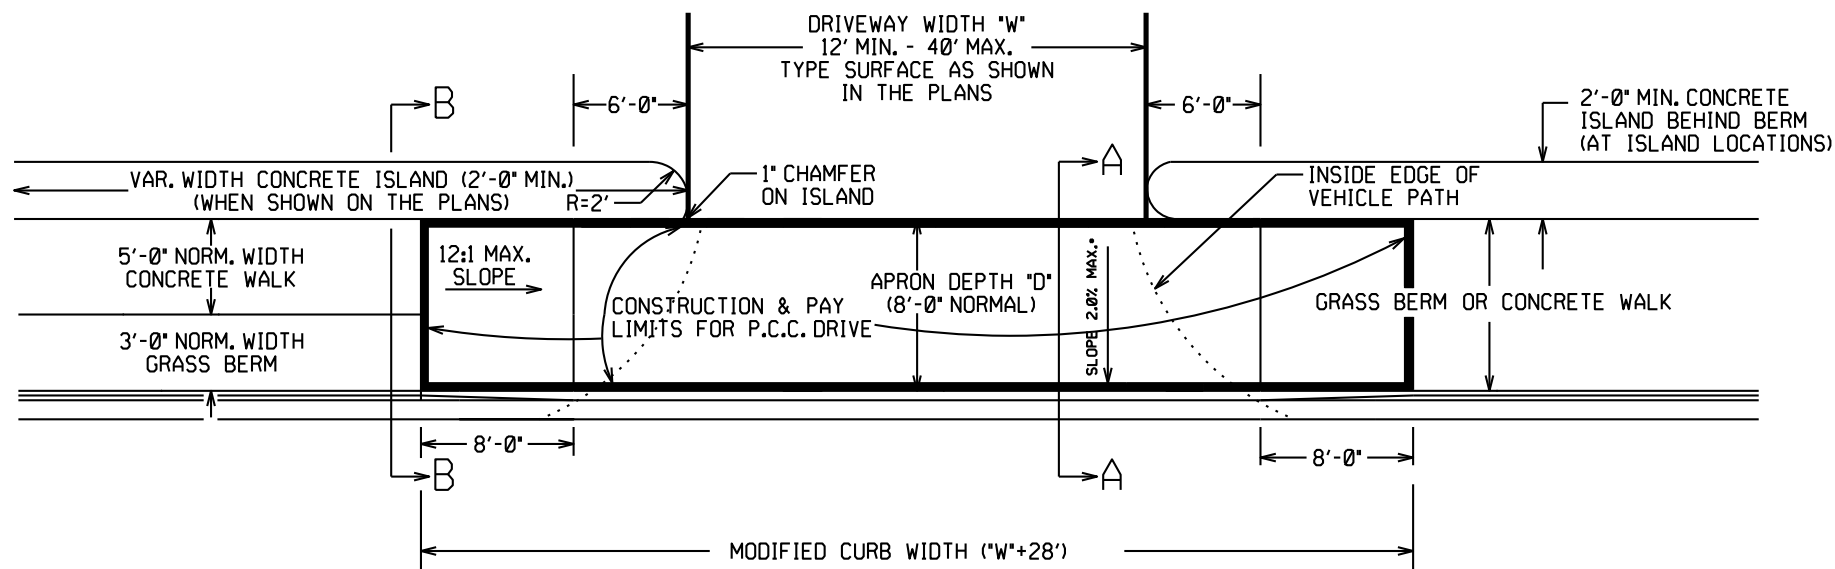 DRIVEWAY WIDTH "W"
12' MIN. - 40' MAX.
TYPE SURFACE AS SHOWN
IN THE PLANS
B
6'-0"
6'-0"
2'-0" MIN. CONCRETE
ISLAND BEHIND BERM
(AT ISLAND LOCATIONS)
A
VAR. WIDTH CONCRETE ISLAND (2'-0" MIN.)
(WHEN SHOWN ON THE PLANS)
R=2'
1" CHAMFER
ON ISLAND
INSIDE EDGE OF
VEHICLE PATH
5'-0" NORM. WIDTH
CONCRETE WALK
12:1 MAX.
SLOPE
APRON DEPTH "D"
(8'-0" NORMAL)
SLOPE 2.0% MAX.*
CONSTRUCTION & PAY
LIMITS FOR P.C.C. DRIVE
GRASS BERM OR CONCRETE WALK
3'-0" NORM. WIDTH
GRASS BERM
8'-0"
8'-0"
B
A
MODIFIED CURB WIDTH ("W"+28')